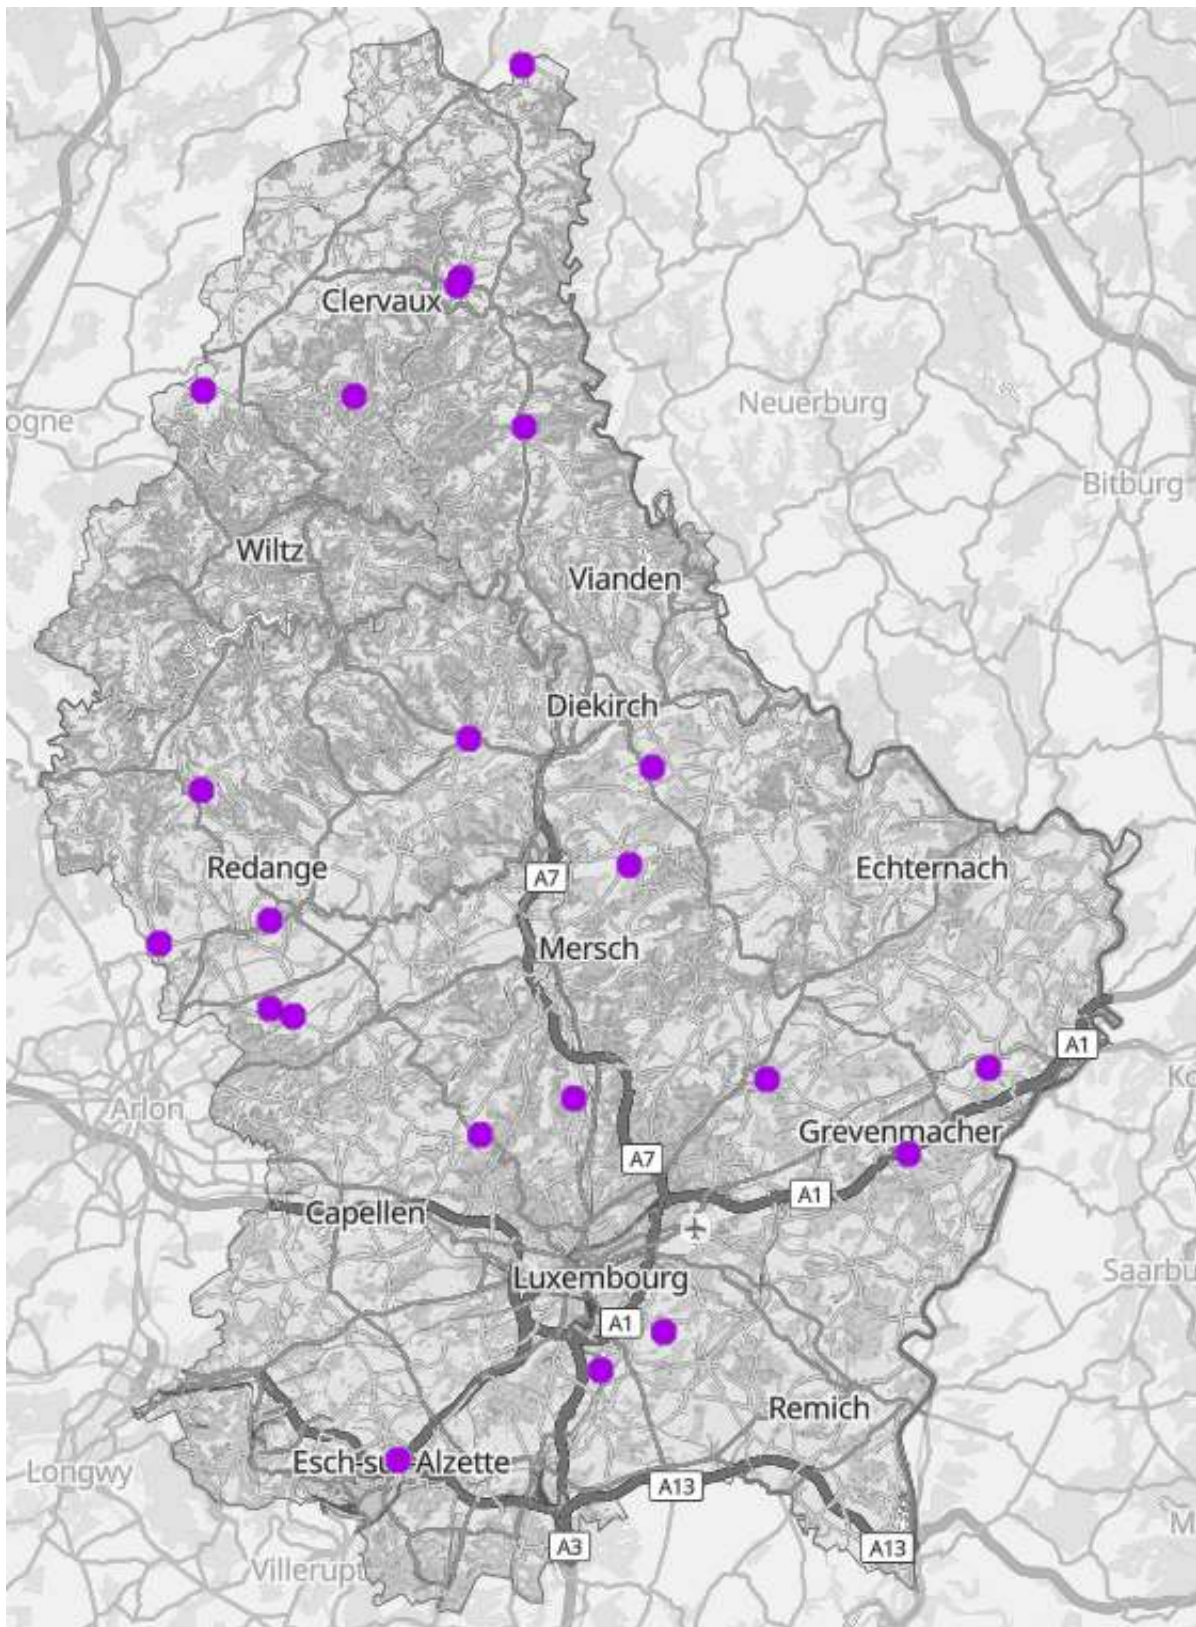 Clervaux
Neuerburg
ogne
Bitburg
Wiltz
Vianden
Diekirch
Redange
A7
Echternach
Mersch
A1
Ko
Arlon
Grevenmacher
A7
A1
Capellen
Luxembourg
Saarbu
A1
Remich
Esch-su Alzette
Longwy
A13
M
A3
A13
Villerupt